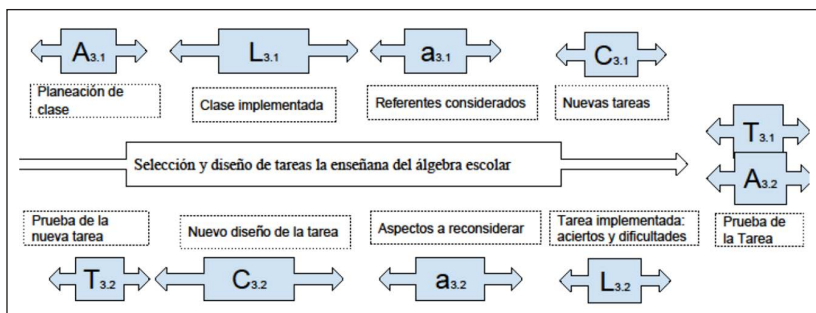 A3.1
L3.1
a3.1
C3.1
Planeación de
clase
Clase implementada
Referentes considerados
Nuevas tareas
T3.1
Selección y diseño de tareas la enseñana del álgebra escolar
A3.2
Prueba de la
nueva tarea
Nuevo diseño de la tarea
Aspectos a reconsiderar
Tarea implementada:
aciertos y dificultades
Prueba de
la Tarea
T3.2
C3.2
a3.2
L3.2